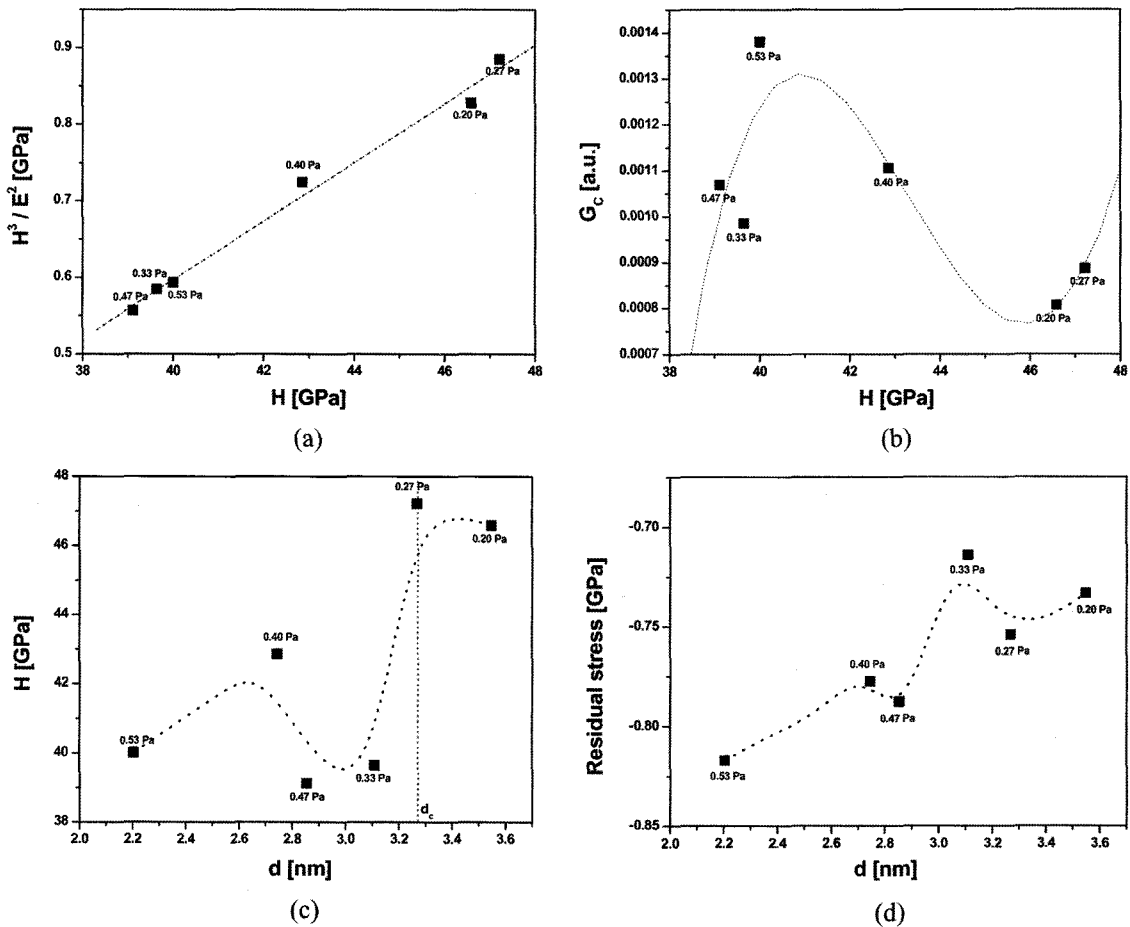 0.9
0.8
0.7
0.6
0.5
H³ / E² [GPa]
0.27 Pa
0.20 Pa
0.40 Pa
0.33 Pa
0.47 Pa
0.53 Pa
38 40 42 44 46 48
H [GPa]
(a)
0.0014
0.0013
0.0012
0.0011
0.0010
0.0009
0.0008
0.0007
G_C [a.u.]
0.53 Pa
0.47 Pa
0.40 Pa
0.33 Pa
0.27 Pa
0.20 Pa
38 40 42 44 46 48
H [GPa]
(b)
48
46
44
42
40
38
H [GPa]
0.27 Pa
0.20 Pa
0.40 Pa
0.53 Pa
0.47 Pa
0.33 Pa
d_c
2.0 2.2 2.4 2.6 2.8 3.0 3.2 3.4 3.6
d [nm]
(c)
-0.70
-0.75
-0.80
-0.85
Residual stress [GPa]
0.33 Pa
0.20 Pa
0.27 Pa
0.40 Pa
0.47 Pa
0.53 Pa
2.0 2.2 2.4 2.6 2.8 3.0 3.2 3.4 3.6
d [nm]
(d)